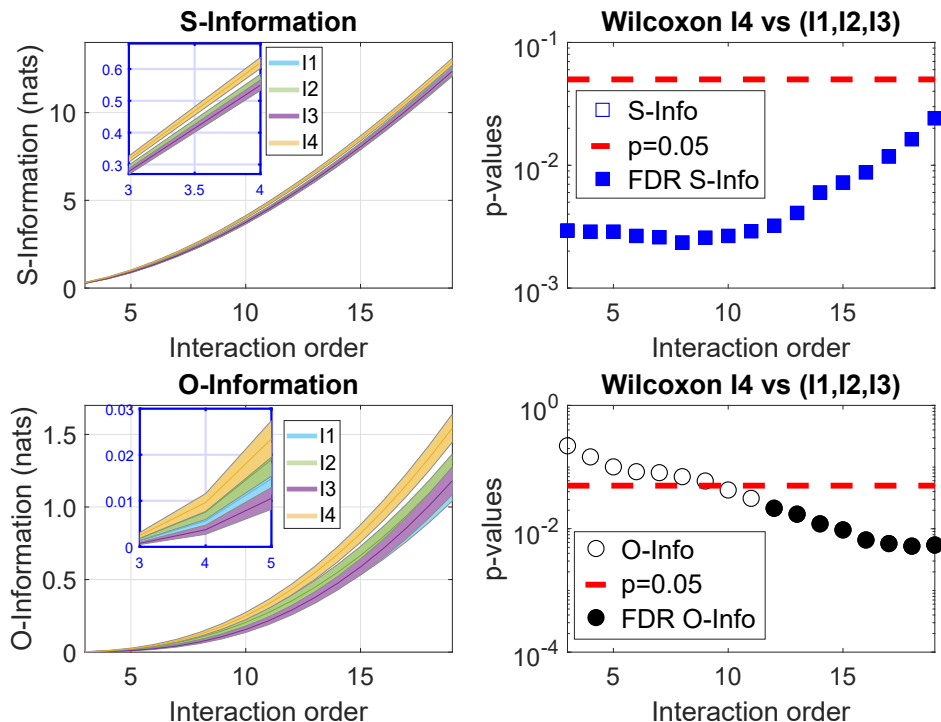 S-Information
S-Information (nats)
10
5
0
5 10 15
Interaction order
0.6
0.5
0.4
0.3
3 3.5 4
I1
I2
I3
I4
Wilcoxon I4 vs (I1,I2,I3)
p-values
10-1
10-2
10-3
5 10 15
Interaction order
S-Info
p=0.05
FDR S-Info
O-Information
O-Information (nats)
1.5
1.0
0.5
0
5 10 15
Interaction order
0.03
0.02
0.01
0
3 4 5
I1
I2
I3
I4
Wilcoxon I4 vs (I1,I2,I3)
p-values
100
10-2
10-4
5 10 15
Interaction order
O-Info
p=0.05
FDR O-Info